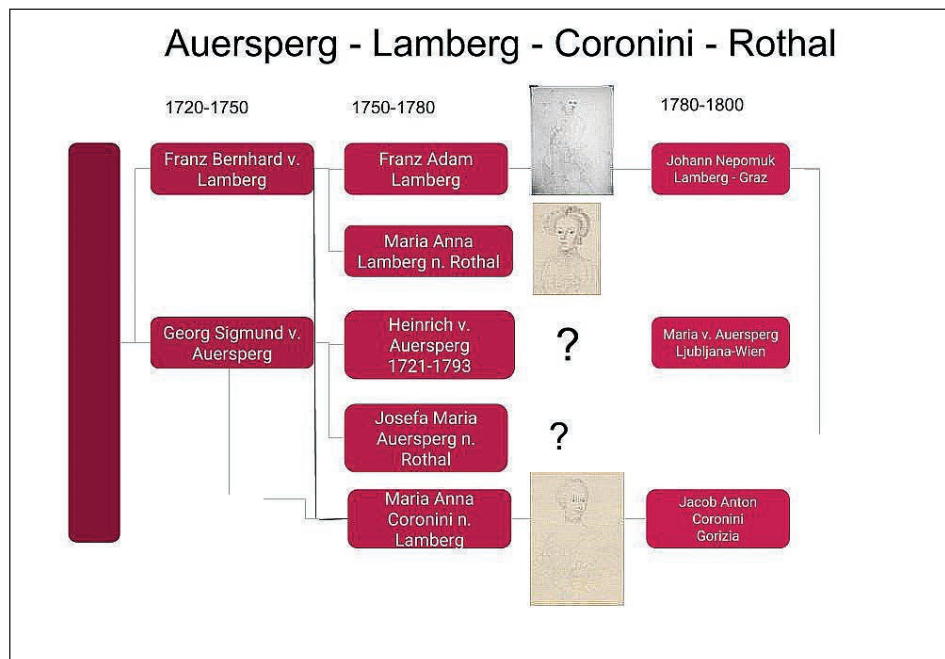 Auersperg - Lamberg - Coronini - Rothal
1720-1750
1750-1780
1780-1800
Franz Bernhard v.
Lamberg
Franz Adam
Lamberg
Johann Nepomuk
Lamberg - Graz
Maria Anna
Lamberg n. Rothal
Georg Sigmund v.
Auersperg
Heinrich v.
Auersperg
1721-1793
?
Maria v. Auersperg
Ljubljana-Wien
Josefa Maria
Auersperg n.
Rothal
?
Maria Anna
Coronini n.
Lamberg
Jacob Anton
Coronini
Gorizia